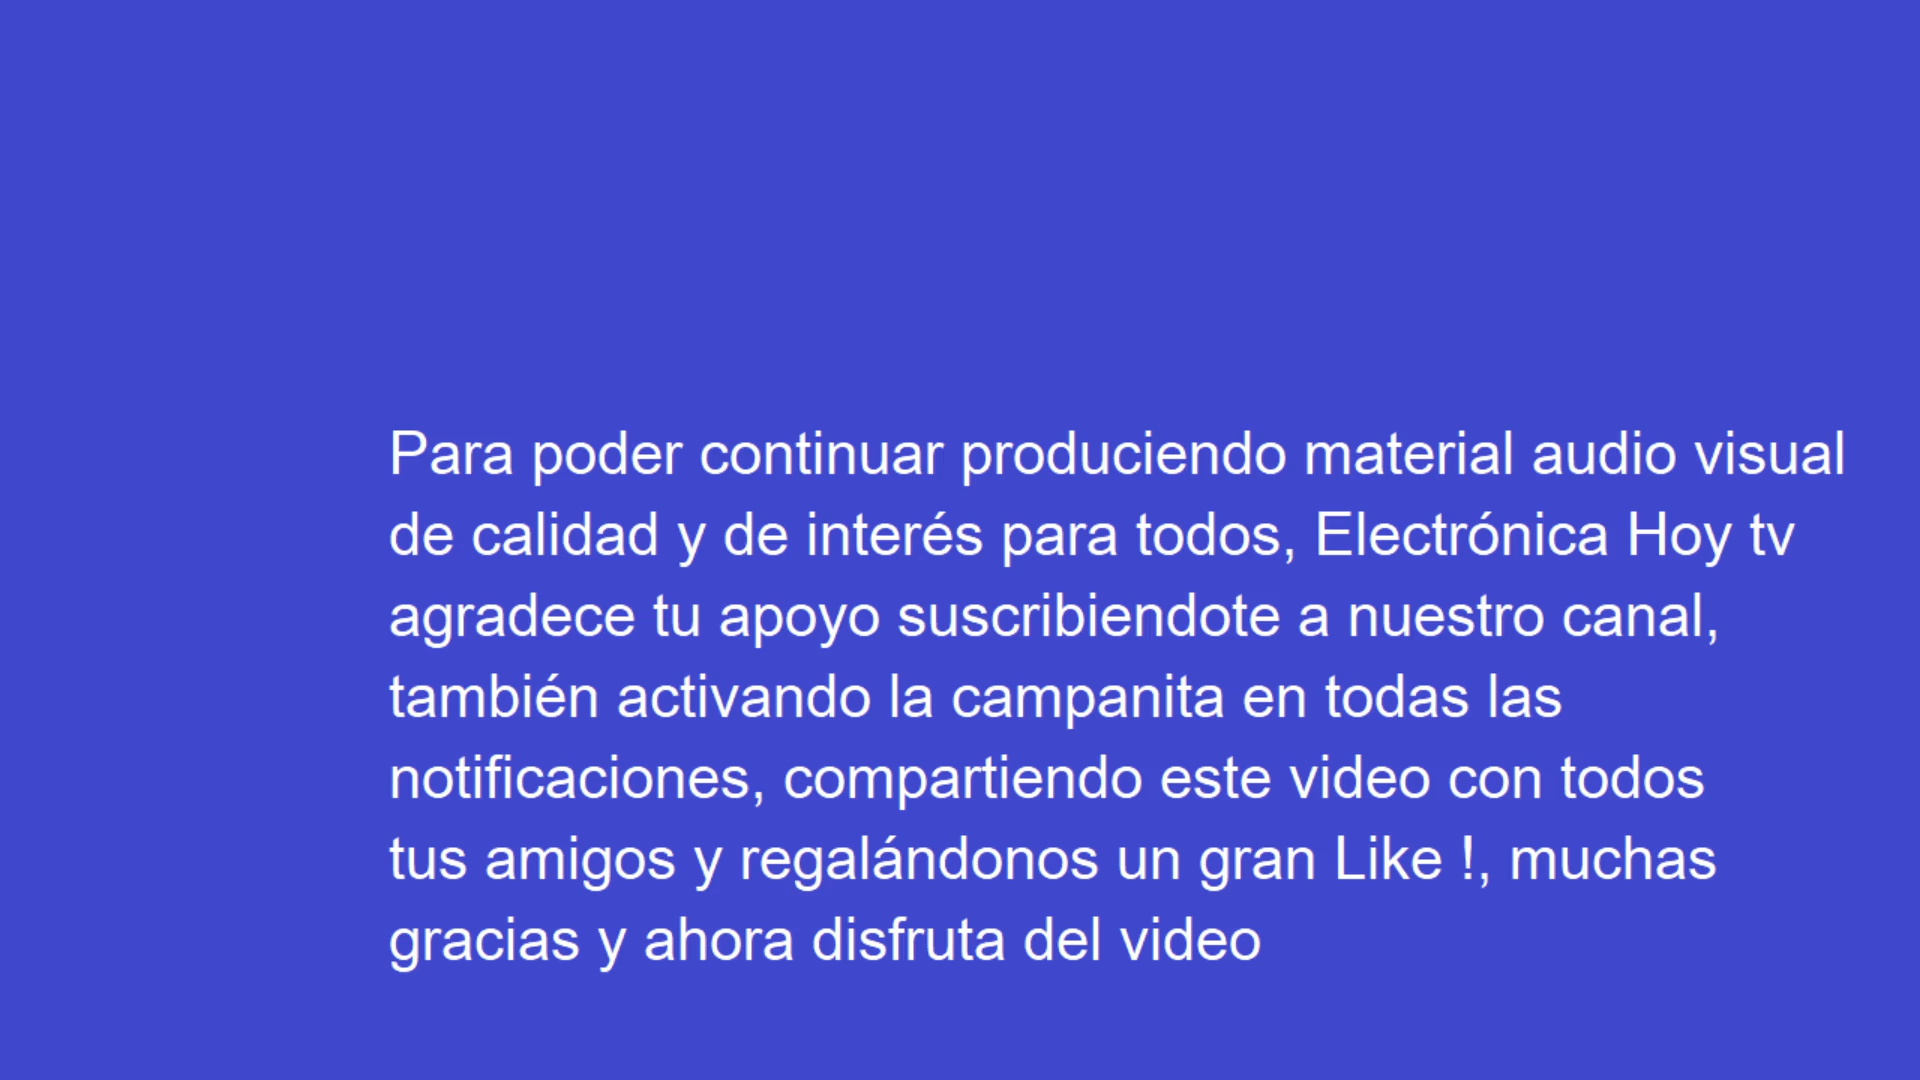 Para poder continuar produciendo material audio visual
de calidad y de interés para todos, Electrónica Hoy tv
agradece tu apoyo suscribiendote a nuestro canal,
también activando la campanita en todas las
notificaciones, compartiendo este video con todos
tus amigos y regalándonos un gran Like !, muchas
gracias y ahora disfruta del video